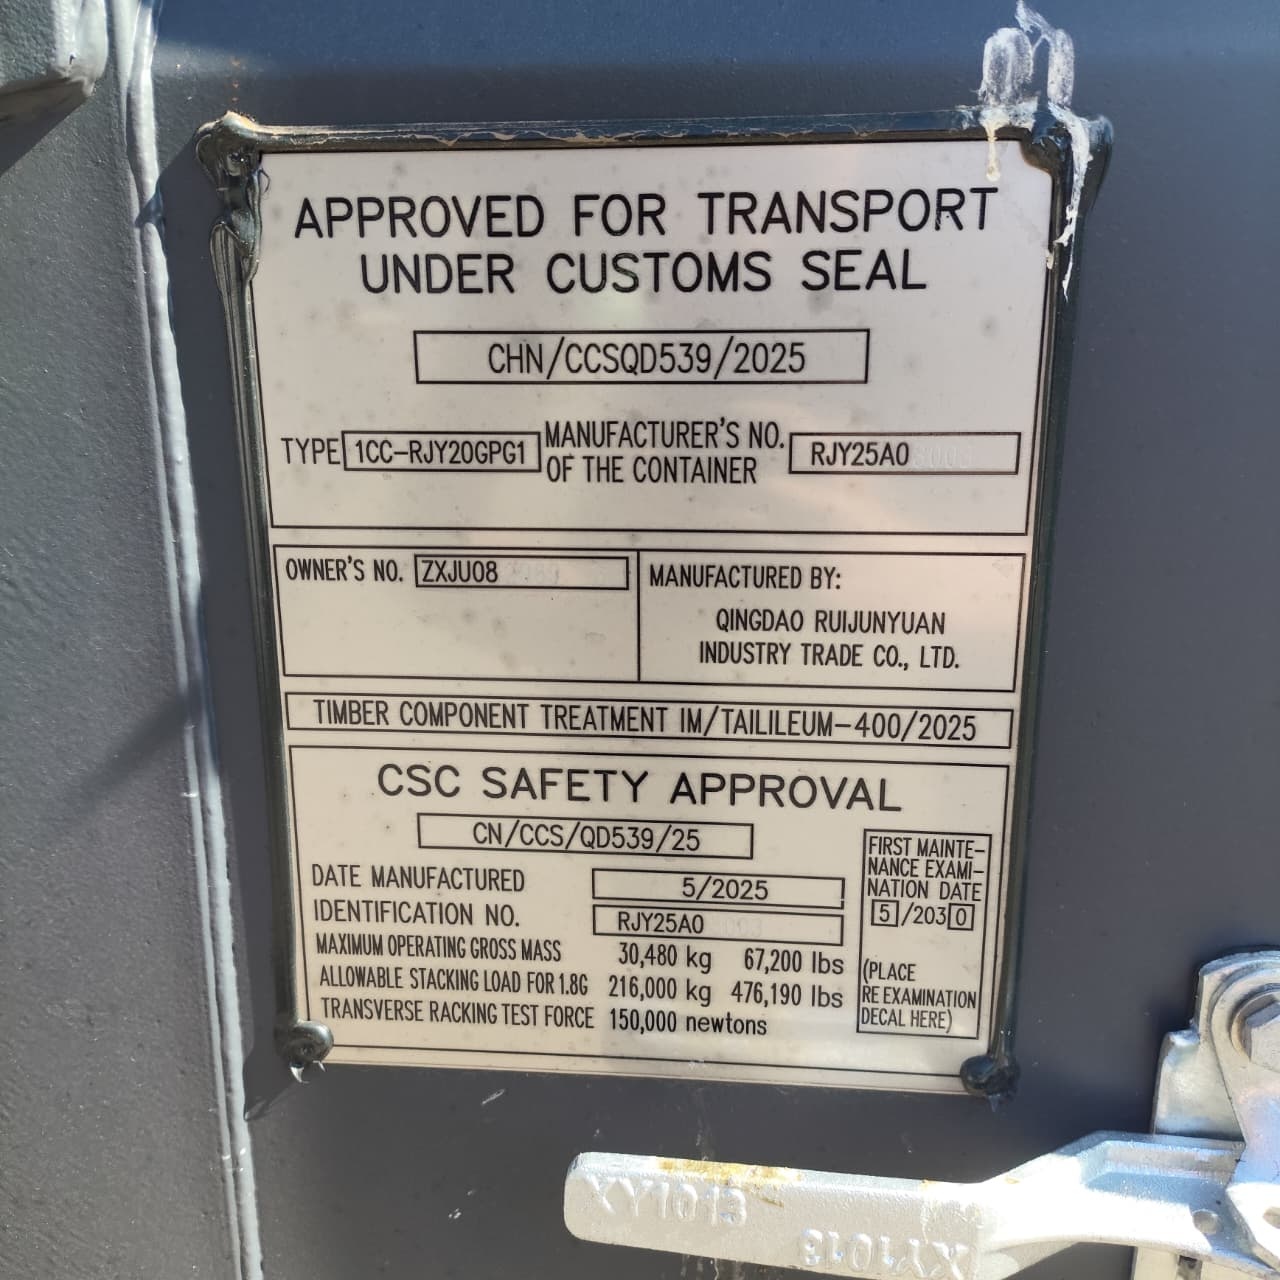 APPROVED FOR TRANSPORT
UNDER CUSTOMS SEAL
CHN/CCSQD539/2025
TYPE 1CC-RJY20GPG1 MANUFACTURER'S NO. OF THE CONTAINER RJY25A0
OWNER'S NO. ZXJU08
MANUFACTURED BY:
QINGDAO RUIJUNYUAN
INDUSTRY TRADE CO., LTD.
TIMBER COMPONENT TREATMENT IM/TAILILEUM-400/2025
CSC SAFETY APPROVAL
CN/CCS/QD539/25
DATE MANUFACTURED 5/2025
IDENTIFICATION NO. RJY25A0
MAXIMUM OPERATING GROSS MASS 30,480 kg 67,200 lbs
ALLOWABLE STACKING LOAD FOR 1.8G 216,000 kg 476,190 lbs
TRANSVERSE RACKING TEST FORCE 150,000 newtons
FIRST MAINTE-
NANCE EXAMI-
NATION DATE
5/2030
(PLACE
RE EXAMINATION
DECAL HERE)
XY1013
XY1013